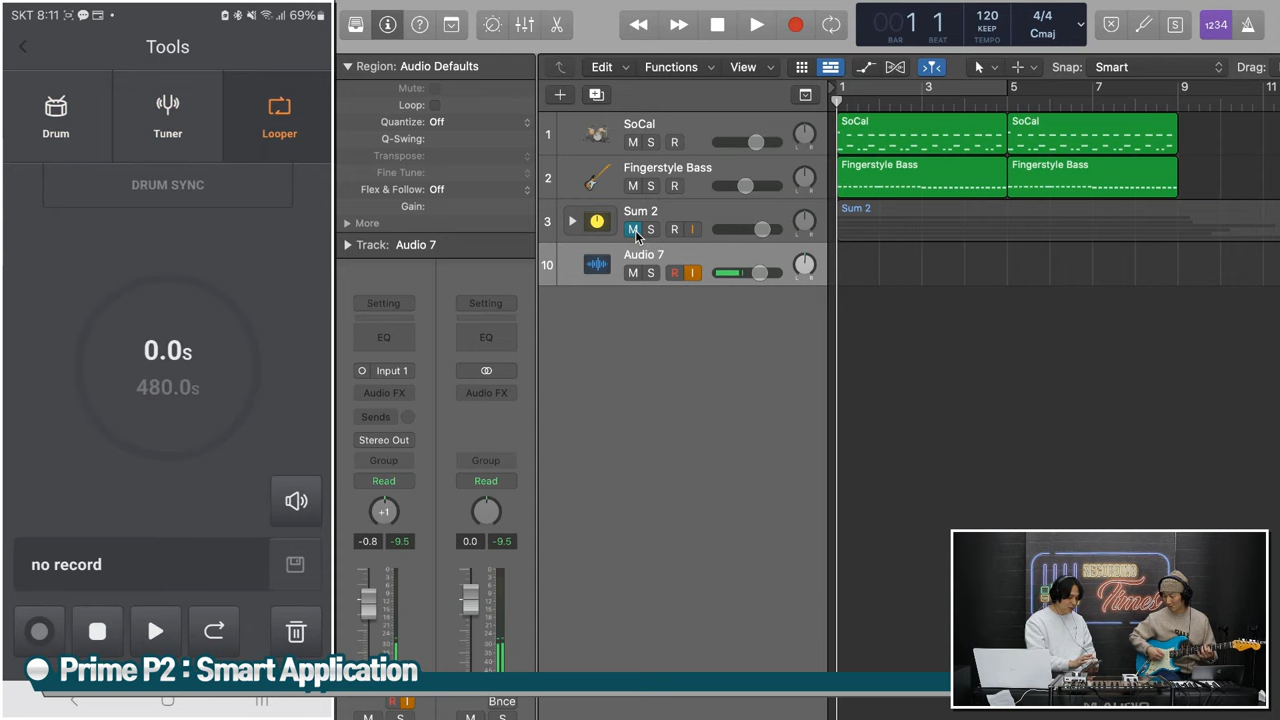 SKT 8:11
69%
Tools
Drum
Tuner
Looper
DRUM SYNC
0.0s
480.0s
no record
Region: Audio Defaults
Mute:
Loop:
Quantize: Off
Q-Swing:
Transpose:
Fine Tune:
Flex & Follow: Off
Gain:
More
Track: Audio 7
Setting
Setting
EQ
EQ
Input 1
Audio FX
Audio FX
Sends
Stereo Out
Group
Group
Read
Read
+1
-0.8
-9.5
0.0
-9.5
R I
Bnce
M S
M S
1 1
BAR
BEAT
120
KEEP
TEMPO
4/4
Cmaj
S
1234
Edit
Functions
View
Snap: Smart
Drag:
1
3
5
7
9
11
1
SoCal
M S R
2
Fingerstyle Bass
M S R
3
Sum 2
M S R I
10
Audio 7
M S R I
SoCal
SoCal
Fingerstyle Bass
Fingerstyle Bass
Sum 2
RECORDING
Times
Prime P2 : Smart Application